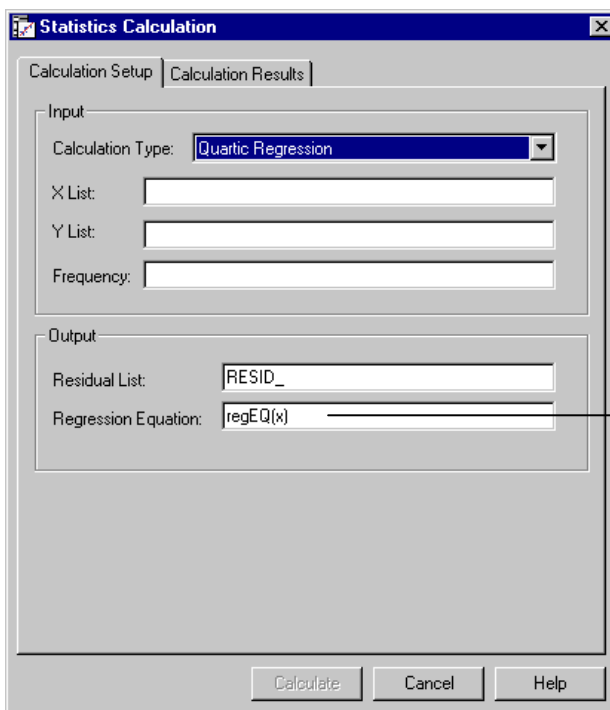 Statistics Calculation
Calculation Setup Calculation Results
Input
Calculation Type: Quartic Regression
X List:
Y List:
Frequency:
Output
Residual List: RESID_
Regression Equation: regEQ(x)
Calculate Cancel Help